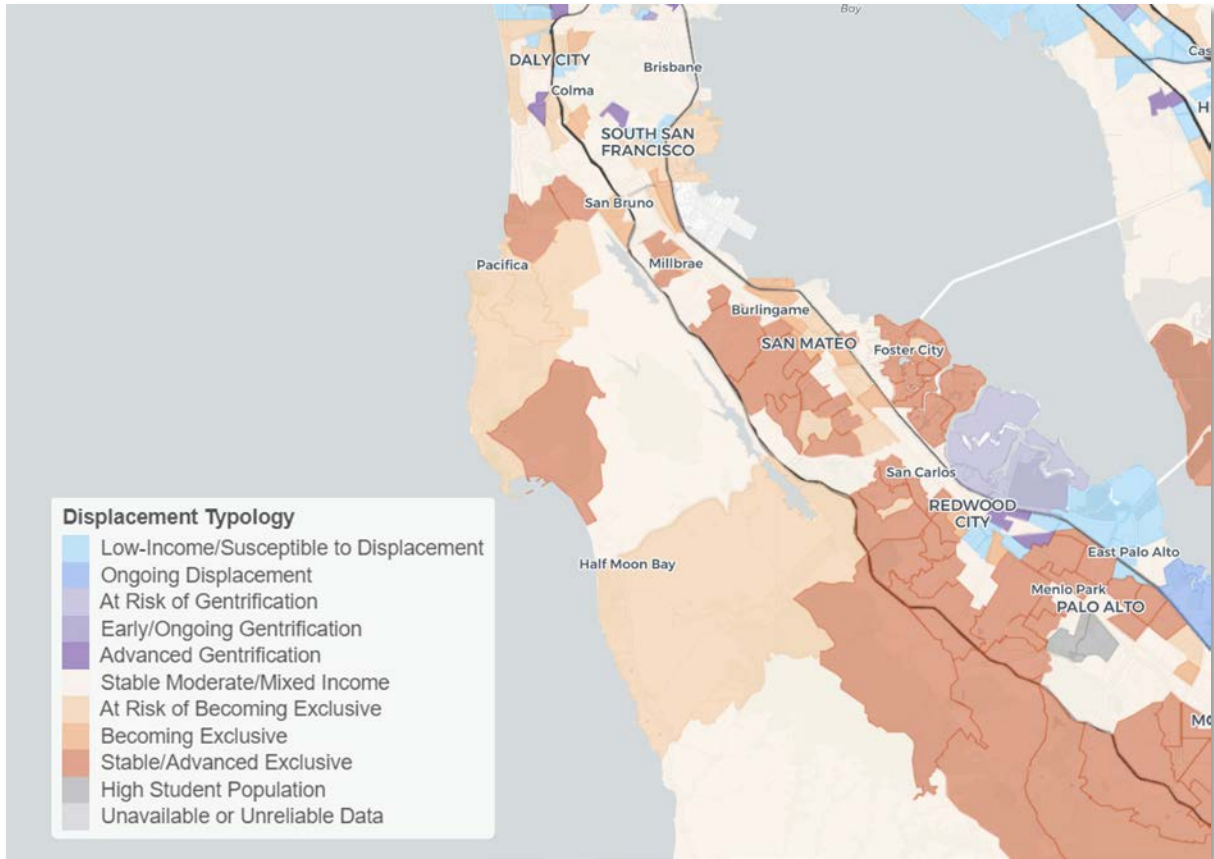 Bay
DALY CITY
Brisbane
Colma
SOUTH SAN
FRANCISCO
San Bruno
Pacifica
Millbrae
Burlingame
SAN MATEO
Foster City
San Carlos
REDWOOD
CITY
East Palo Alto
Half Moon Bay
Menlo Park
PALO ALTO
Displacement Typology
Low-Income/Susceptible to Displacement
Ongoing Displacement
At Risk of Gentrification
Early/Ongoing Gentrification
Advanced Gentrification
Stable Moderate/Mixed Income
At Risk of Becoming Exclusive
Becoming Exclusive
Stable/Advanced Exclusive
High Student Population
Unavailable or Unreliable Data